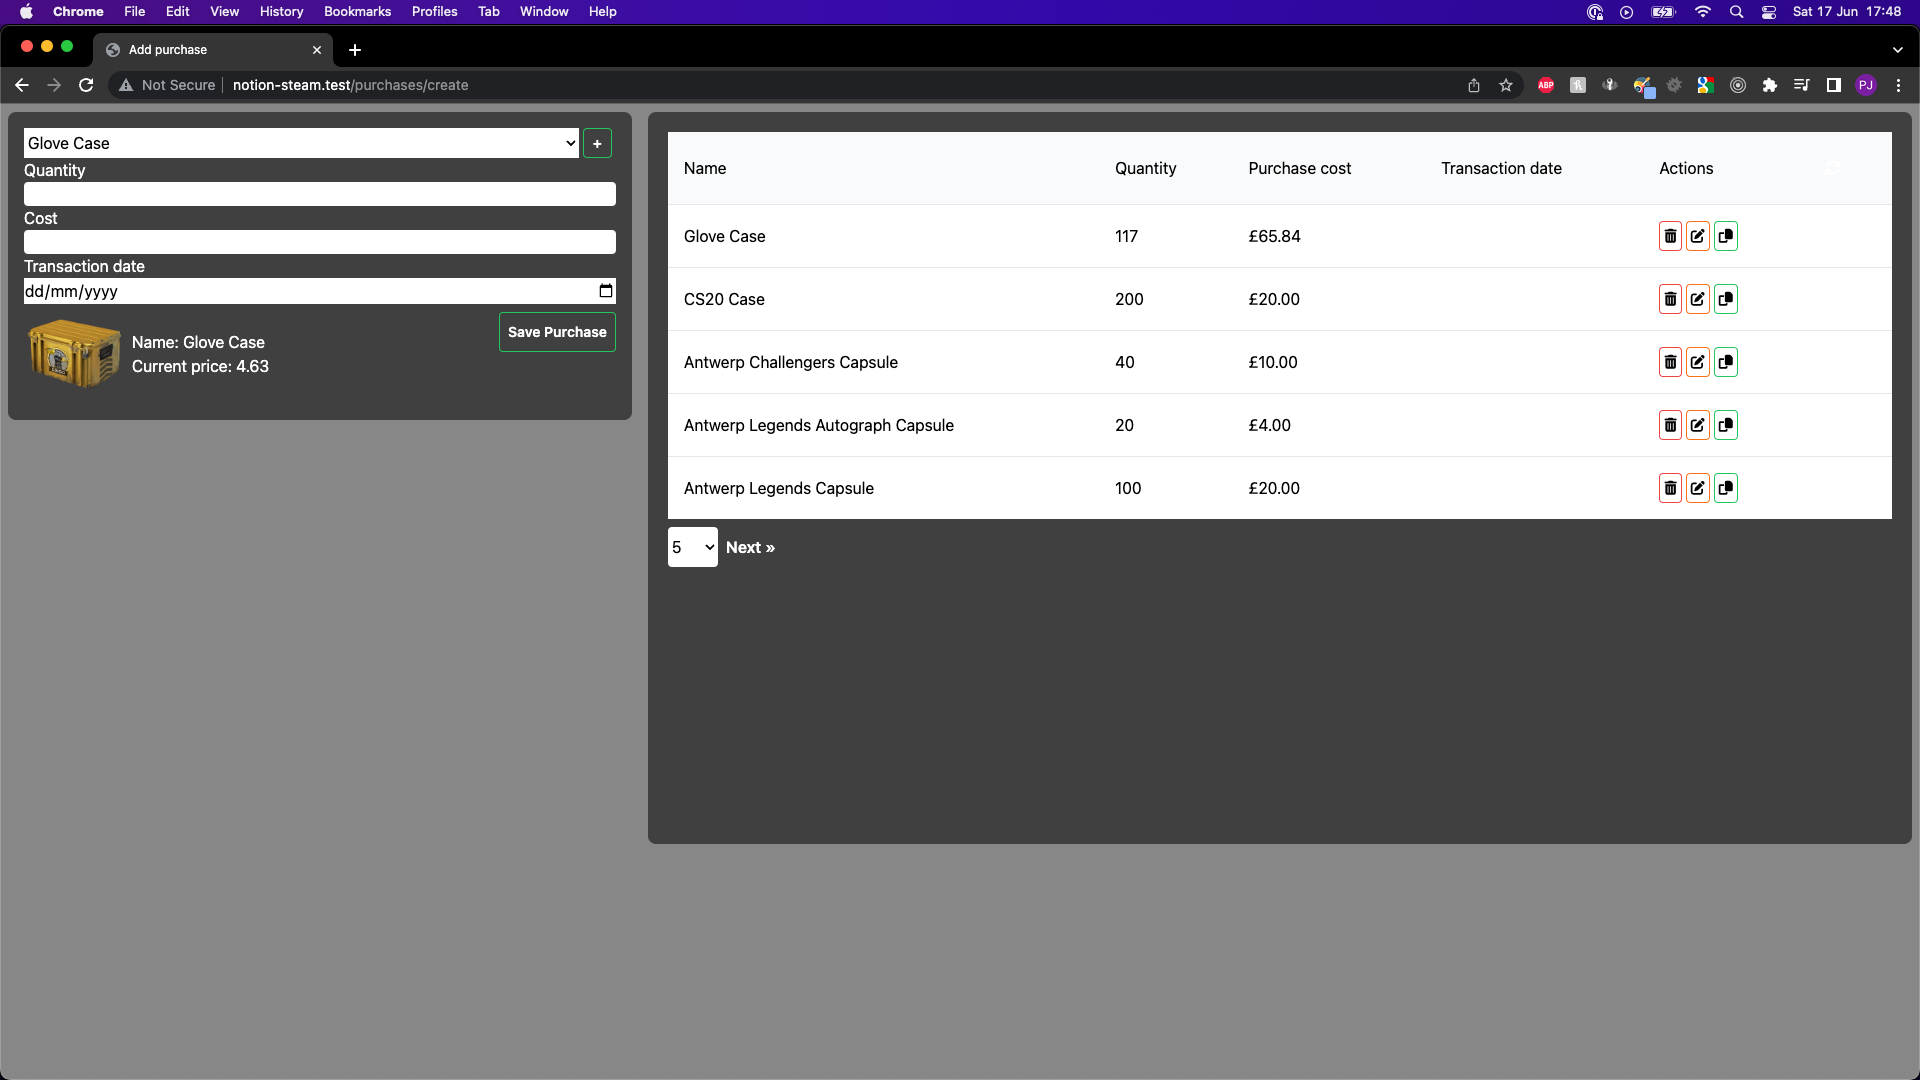 Chrome File Edit View History Bookmarks Profiles Tab Window Help Sat 17 Jun 17:48
Add purchase
Not Secure notion-steam.test/purchases/create ABP PJ
Glove Case +
Quantity
Cost
Transaction date
dd/mm/yyyy
Save Purchase
Name: Glove Case
Current price: 4.63
Name Quantity Purchase cost Transaction date Actions
Glove Case 117 £65.84
CS20 Case 200 £20.00
Antwerp Challengers Capsule 40 £10.00
Antwerp Legends Autograph Capsule 20 £4.00
Antwerp Legends Capsule 100 £20.00
5 Next »